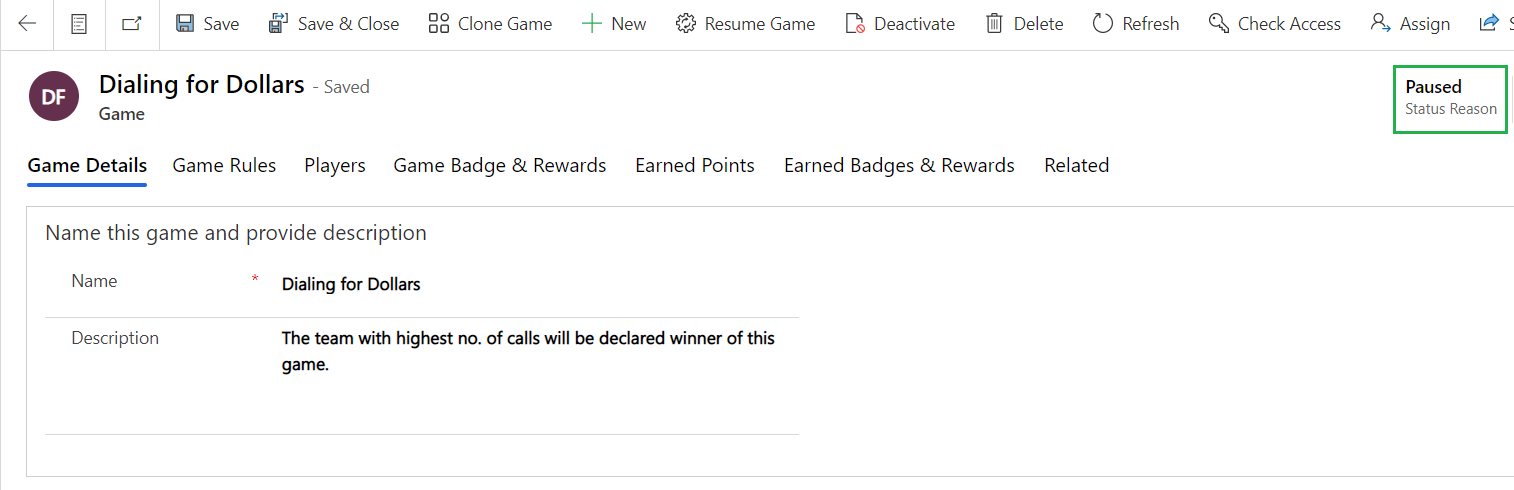 Save Save & Close Clone Game New Resume Game Deactivate Delete Refresh Check Access Assign S
DF Dialing for Dollars - Saved
Game
Paused
Status Reason
Game Details Game Rules Players Game Badge & Rewards Earned Points Earned Badges & Rewards Related
Name this game and provide description
Name * Dialing for Dollars
Description The team with highest no. of calls will be declared winner of this
game.